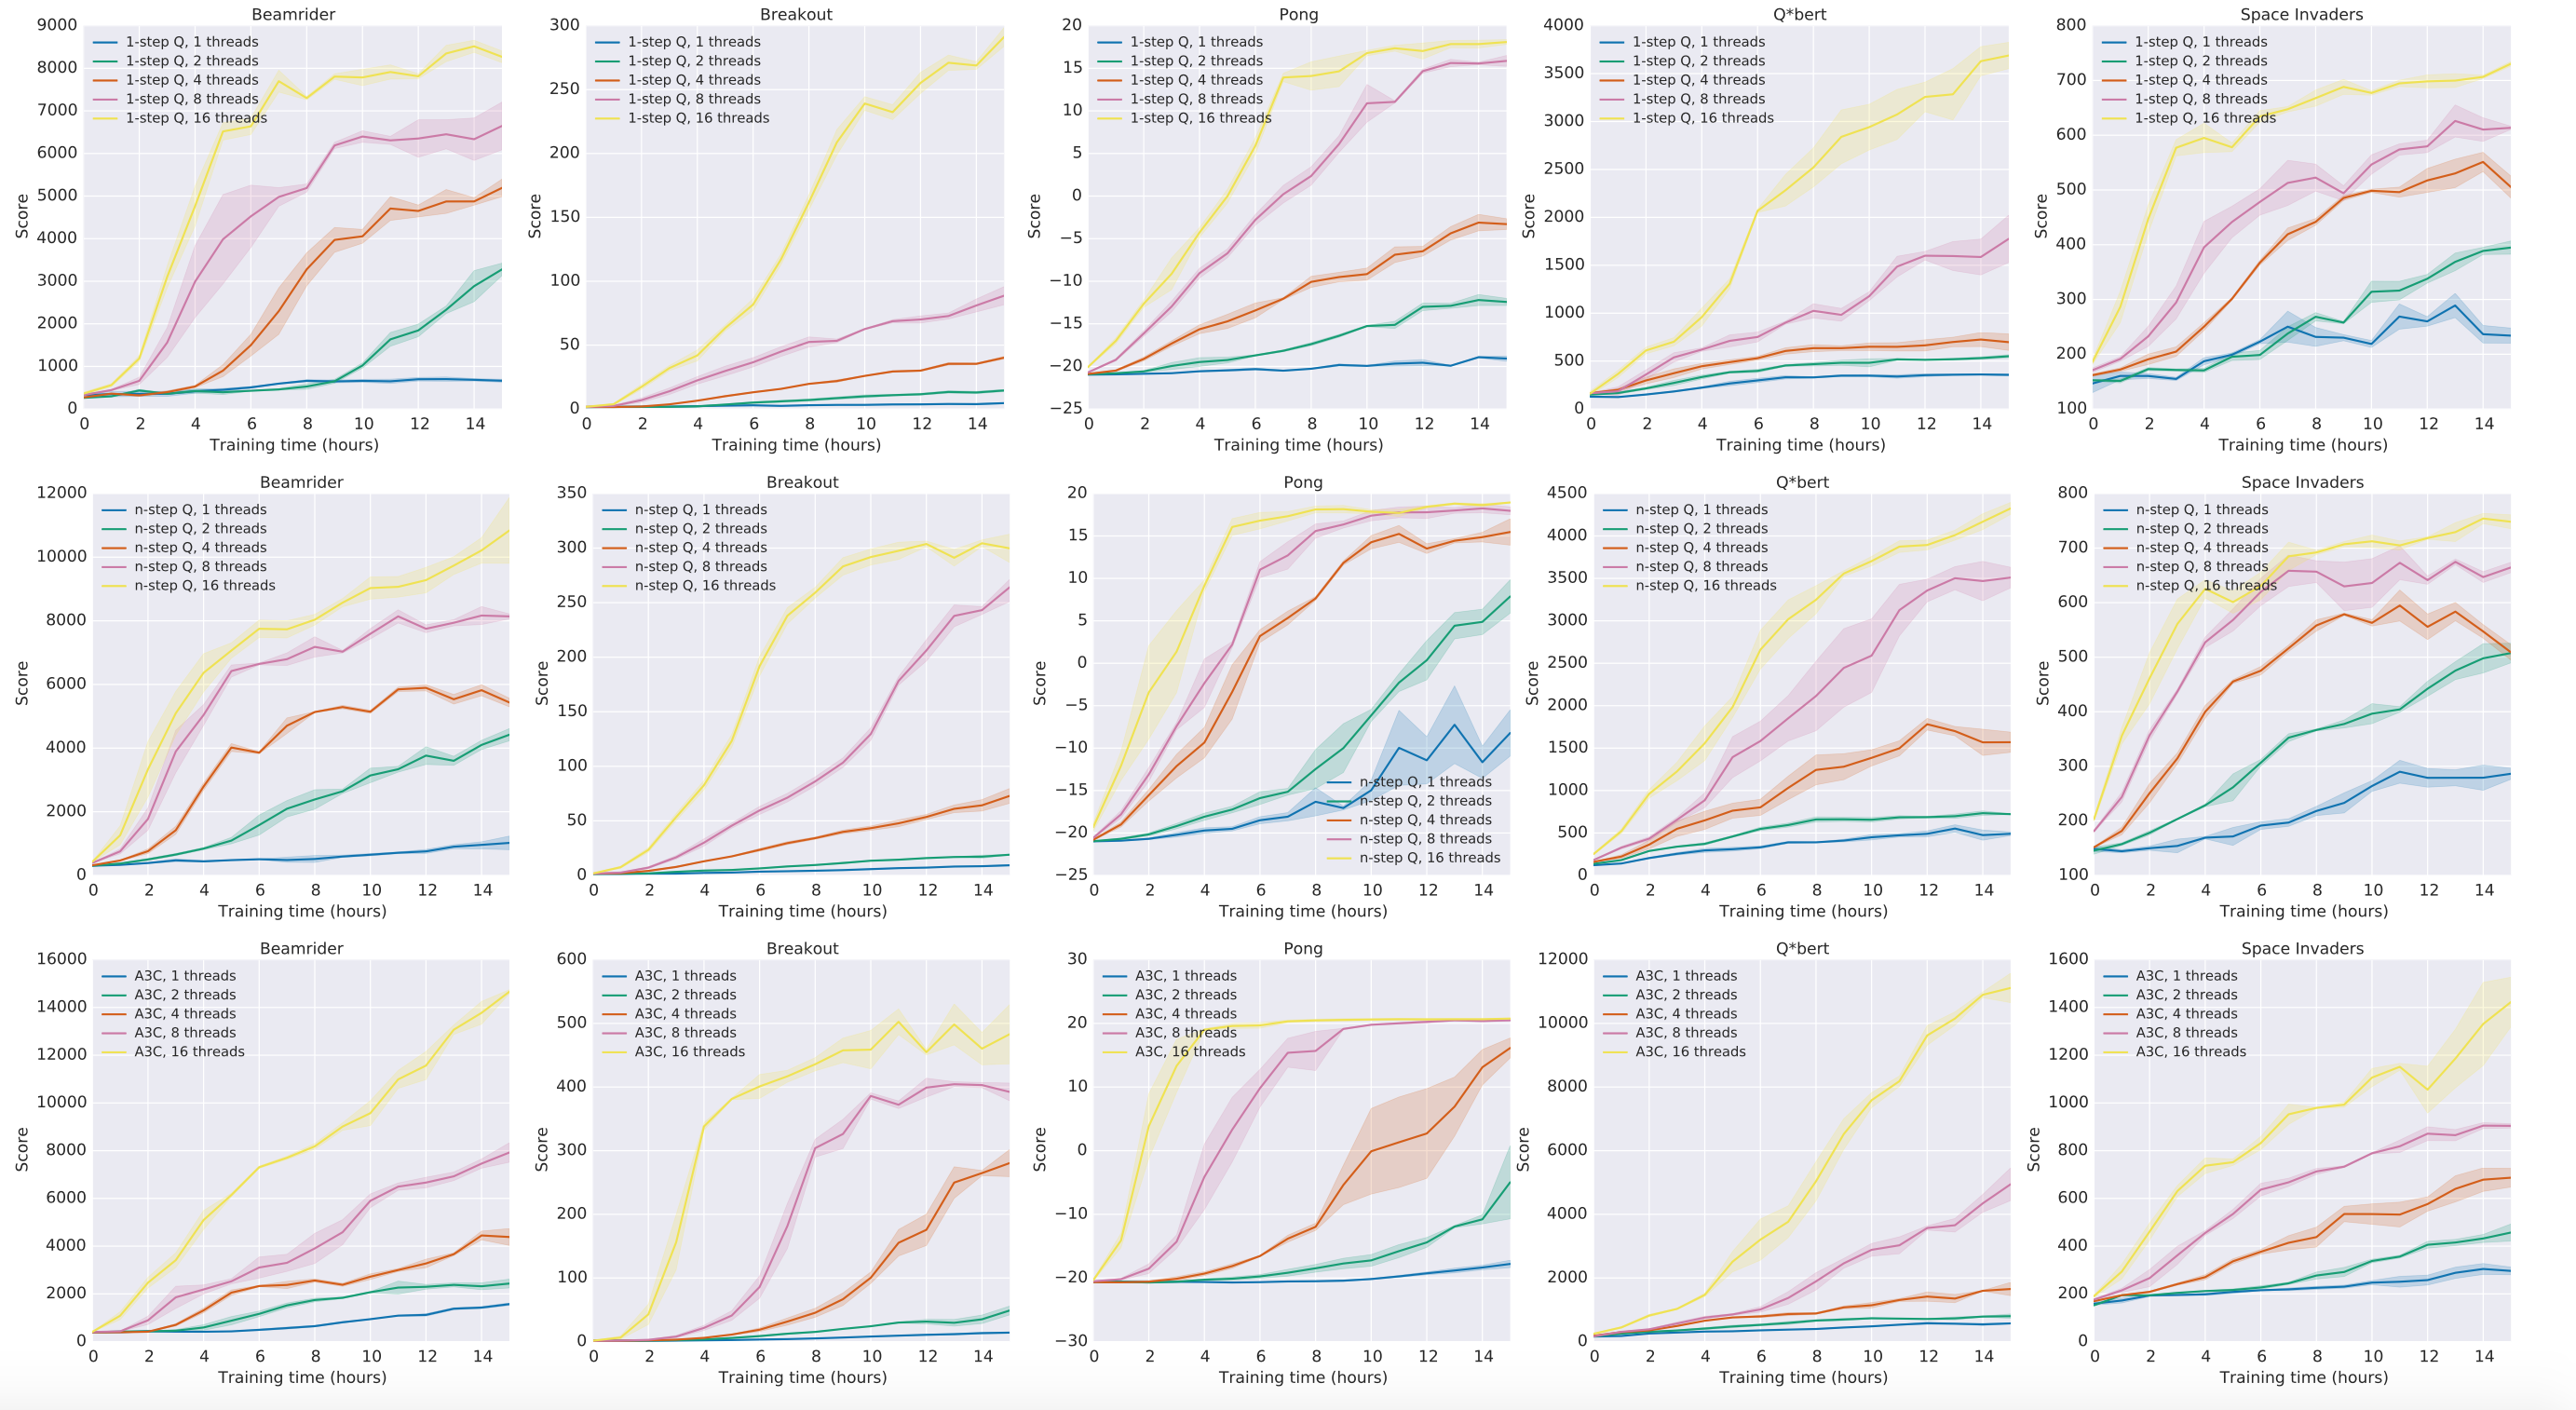 Beamrider
9000
8000
7000
6000
5000
4000
3000
2000
1000
0
Score
1-step Q, 1 threads
1-step Q, 2 threads
1-step Q, 4 threads
1-step Q, 8 threads
1-step Q, 16 threads
0 2 4 6 8 10 12 14
Training time (hours)
Breakout
300
250
200
150
100
50
0
Score
1-step Q, 1 threads
1-step Q, 2 threads
1-step Q, 4 threads
1-step Q, 8 threads
1-step Q, 16 threads
0 2 4 6 8 10 12 14
Training time (hours)
Pong
20
15
10
5
0
−5
−10
−15
−20
−25
Score
1-step Q, 1 threads
1-step Q, 2 threads
1-step Q, 4 threads
1-step Q, 8 threads
1-step Q, 16 threads
0 2 4 6 8 10 12 14
Training time (hours)
Q*bert
4000
3500
3000
2500
2000
1500
1000
500
0
Score
1-step Q, 1 threads
1-step Q, 2 threads
1-step Q, 4 threads
1-step Q, 8 threads
1-step Q, 16 threads
0 2 4 6 8 10 12 14
Training time (hours)
Space Invaders
800
700
600
500
400
300
200
100
Score
1-step Q, 1 threads
1-step Q, 2 threads
1-step Q, 4 threads
1-step Q, 8 threads
1-step Q, 16 threads
0 2 4 6 8 10 12 14
Training time (hours)
Beamrider
12000
10000
8000
6000
4000
2000
0
Score
n-step Q, 1 threads
n-step Q, 2 threads
n-step Q, 4 threads
n-step Q, 8 threads
n-step Q, 16 threads
0 2 4 6 8 10 12 14
Training time (hours)
Breakout
350
300
250
200
150
100
50
0
Score
n-step Q, 1 threads
n-step Q, 2 threads
n-step Q, 4 threads
n-step Q, 8 threads
n-step Q, 16 threads
0 2 4 6 8 10 12 14
Training time (hours)
Pong
20
15
10
5
0
−5
−10
−15
−20
−25
Score
n-step Q, 1 threads
n-step Q, 2 threads
n-step Q, 4 threads
n-step Q, 8 threads
n-step Q, 16 threads
0 2 4 6 8 10 12 14
Training time (hours)
Q*bert
4500
4000
3500
3000
2500
2000
1500
1000
500
0
Score
n-step Q, 1 threads
n-step Q, 2 threads
n-step Q, 4 threads
n-step Q, 8 threads
n-step Q, 16 threads
0 2 4 6 8 10 12 14
Training time (hours)
Space Invaders
800
700
600
500
400
300
200
100
Score
n-step Q, 1 threads
n-step Q, 2 threads
n-step Q, 4 threads
n-step Q, 8 threads
n-step Q, 16 threads
0 2 4 6 8 10 12 14
Training time (hours)
Beamrider
16000
14000
12000
10000
8000
6000
4000
2000
0
Score
A3C, 1 threads
A3C, 2 threads
A3C, 4 threads
A3C, 8 threads
A3C, 16 threads
0 2 4 6 8 10 12 14
Training time (hours)
Breakout
600
500
400
300
200
100
0
Score
A3C, 1 threads
A3C, 2 threads
A3C, 4 threads
A3C, 8 threads
A3C, 16 threads
0 2 4 6 8 10 12 14
Training time (hours)
Pong
30
20
10
0
−10
−20
−30
Score
A3C, 1 threads
A3C, 2 threads
A3C, 4 threads
A3C, 8 threads
A3C, 16 threads
0 2 4 6 8 10 12 14
Training time (hours)
Q*bert
12000
10000
8000
6000
4000
2000
0
Score
A3C, 1 threads
A3C, 2 threads
A3C, 4 threads
A3C, 8 threads
A3C, 16 threads
0 2 4 6 8 10 12 14
Training time (hours)
Space Invaders
1600
1400
1200
1000
800
600
400
200
0
Score
A3C, 1 threads
A3C, 2 threads
A3C, 4 threads
A3C, 8 threads
A3C, 16 threads
0 2 4 6 8 10 12 14
Training time (hours)